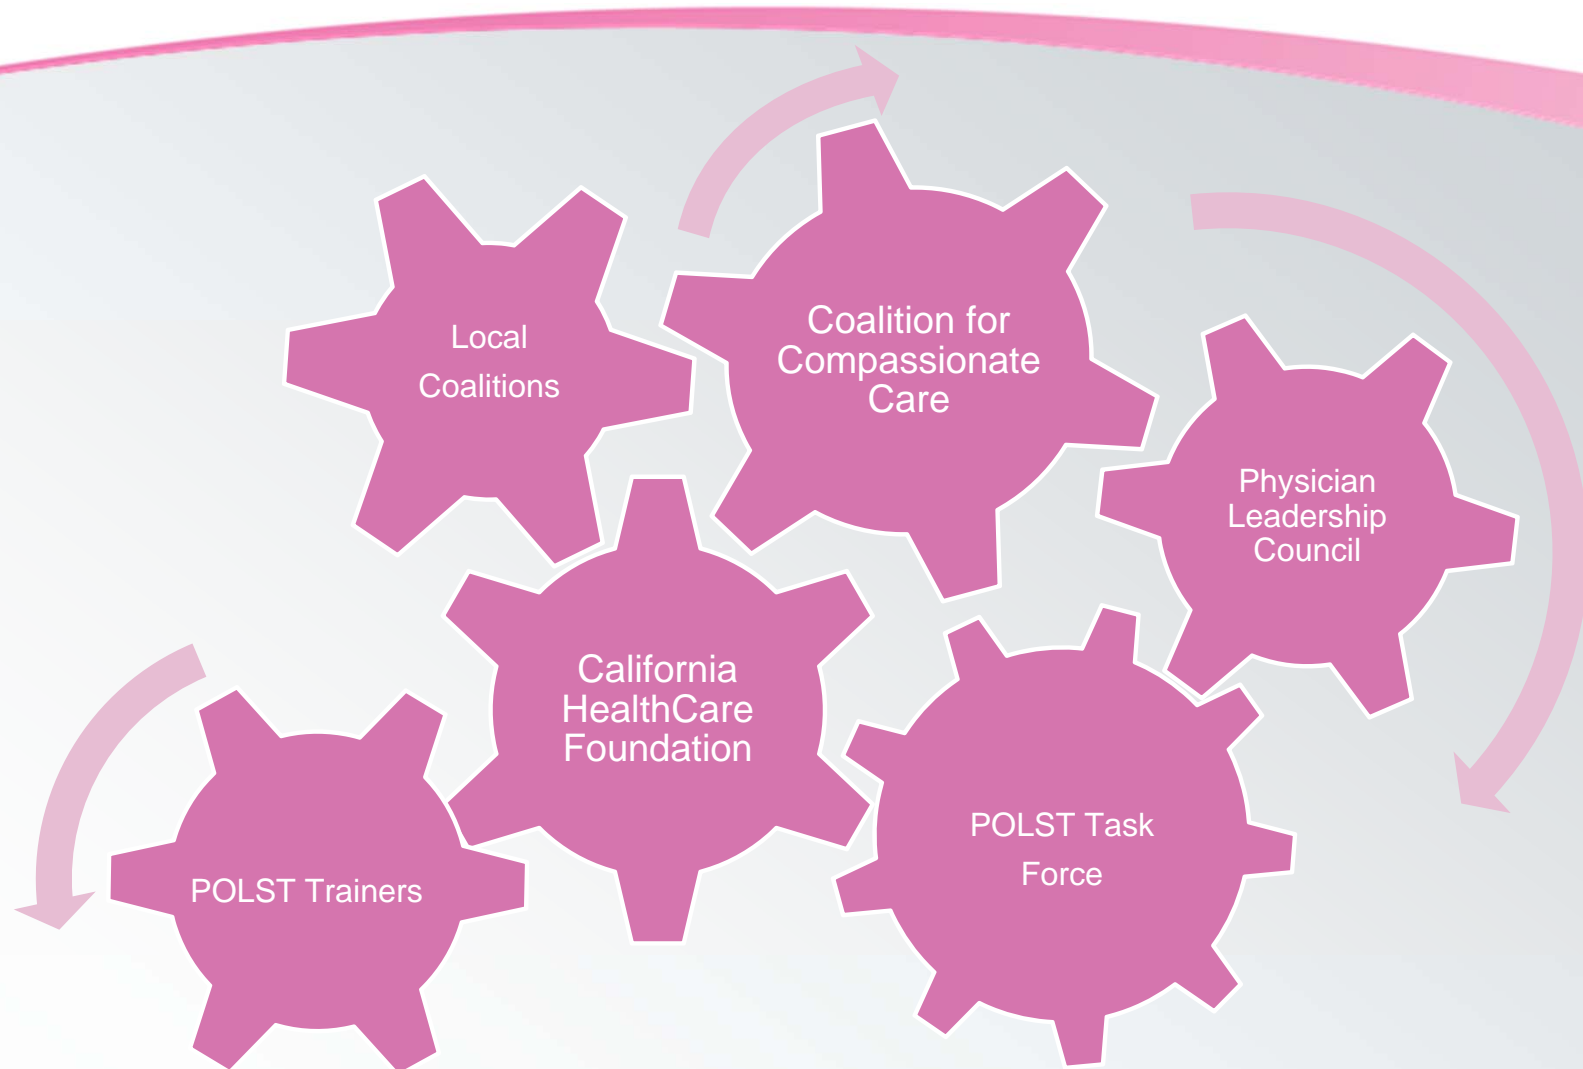 Local
Coalitions
Coalition for
Compassionate
Care
Physician
Leadership
Council
California
HealthCare
Foundation
POLST Task
Force
POLST Trainers